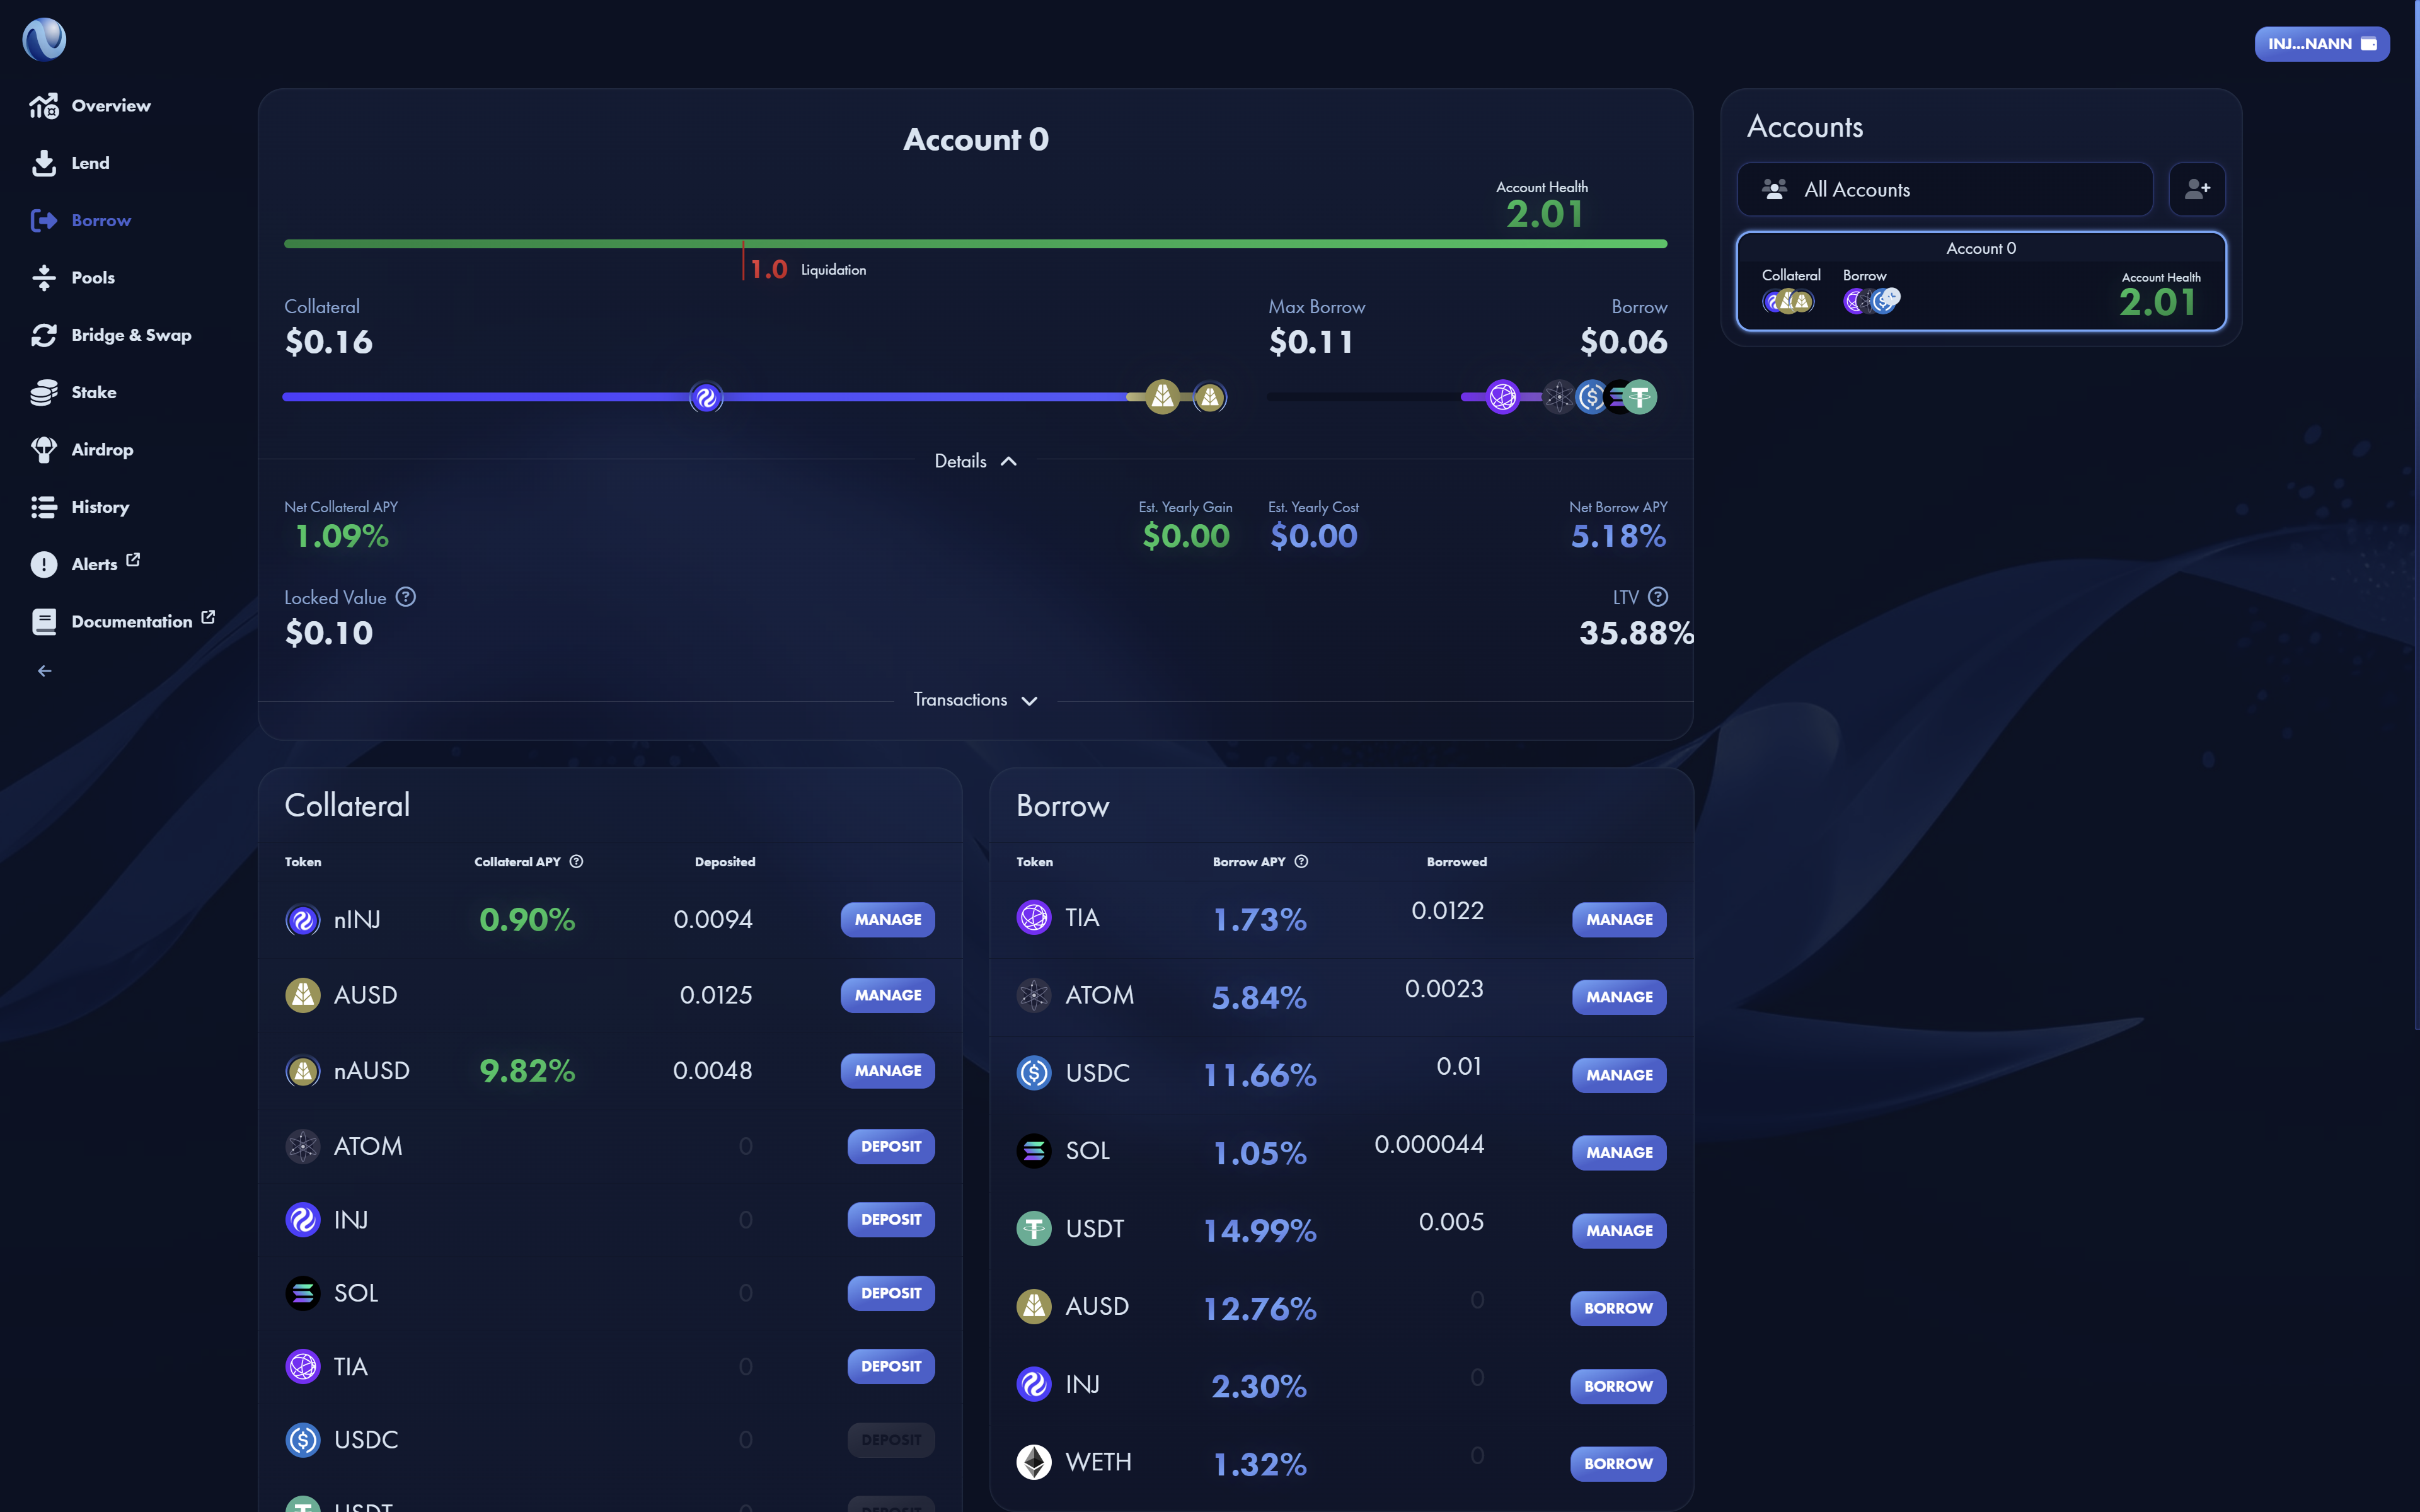 INJ...NANN
Overview
Lend
Borrow
Pools
Bridge & Swap
Stake
Airdrop
History
Alerts
Documentation
Account 0
Account Health
2.01
1.0 Liquidation
Collateral
$0.16
Max Borrow
$0.11
Borrow
$0.06
Details
Net Collateral APY
1.09%
Est. Yearly Gain
$0.00
Est. Yearly Cost
$0.00
Net Borrow APY
5.18%
Locked Value ?
$0.10
LTV ?
35.88%
Transactions
Accounts
All Accounts
Account 0
Collateral
Borrow
Account Health
2.01
Collateral
Token Collateral APY ? Deposited
nINJ 0.90% 0.0094 MANAGE
AUSD 0.0125 MANAGE
nAUSD 9.82% 0.0048 MANAGE
ATOM 0 DEPOSIT
INJ 0 DEPOSIT
SOL 0 DEPOSIT
TIA 0 DEPOSIT
USDC 0 DEPOSIT
USDT 0 DEPOSIT
Borrow
Token Borrow APY ? Borrowed
TIA 1.73% 0.0122 MANAGE
ATOM 5.84% 0.0023 MANAGE
USDC 11.66% 0.01 MANAGE
SOL 1.05% 0.000044 MANAGE
USDT 14.99% 0.005 MANAGE
AUSD 12.76% 0 BORROW
INJ 2.30% 0 BORROW
WETH 1.32% 0 BORROW